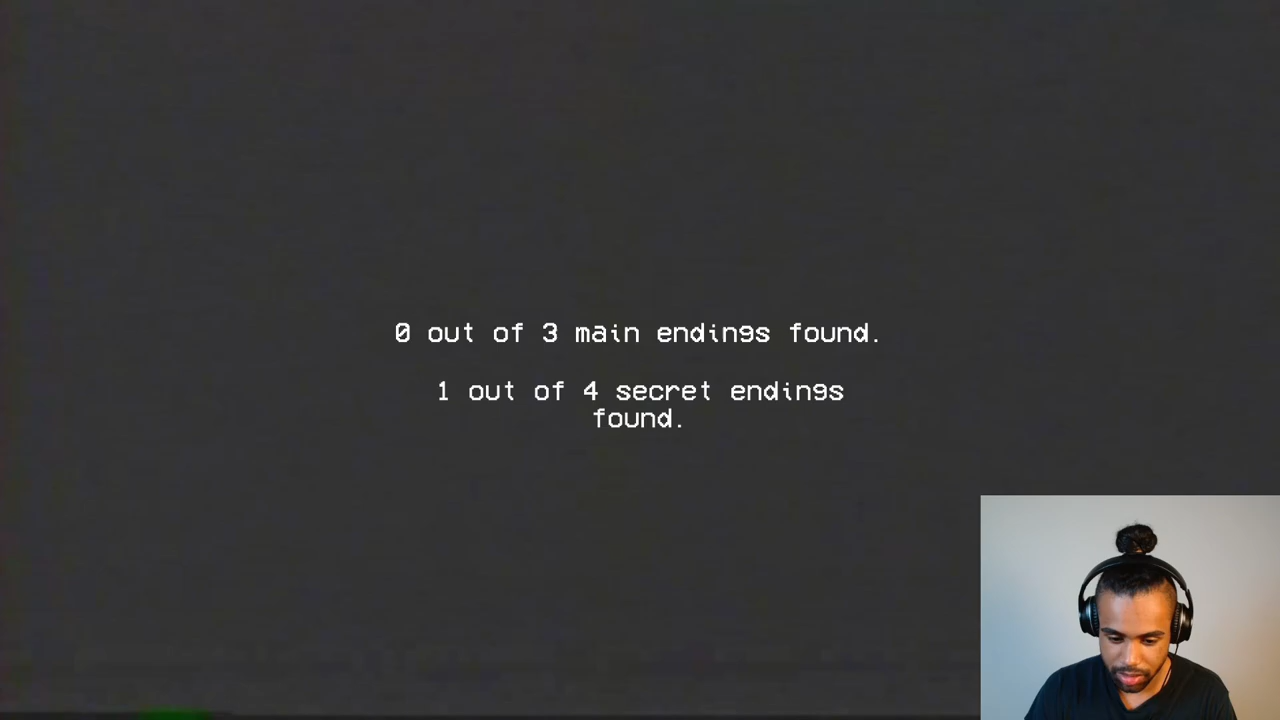 0 out of 3 main endings found.
1 out of 4 secret endings
found.